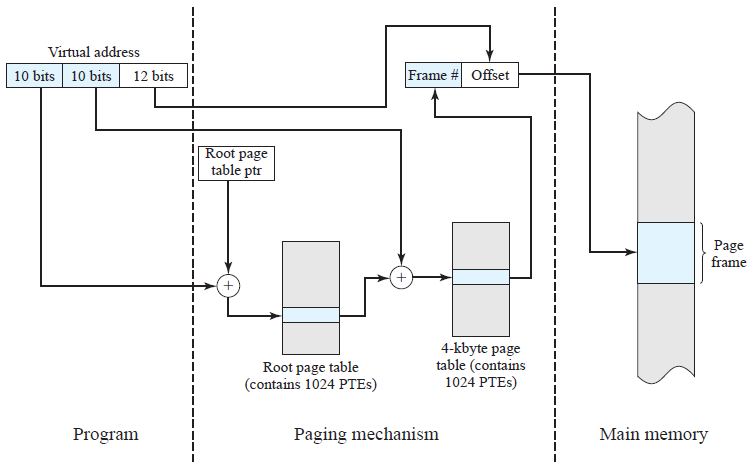 Virtual address
10 bits
10 bits
12 bits
Frame #
Offset
Root page
table ptr
+
+
Page
frame
Root page table
(contains 1024 PTEs)
4-kbyte page
table (contains
1024 PTEs)
Program
Paging mechanism
Main memory